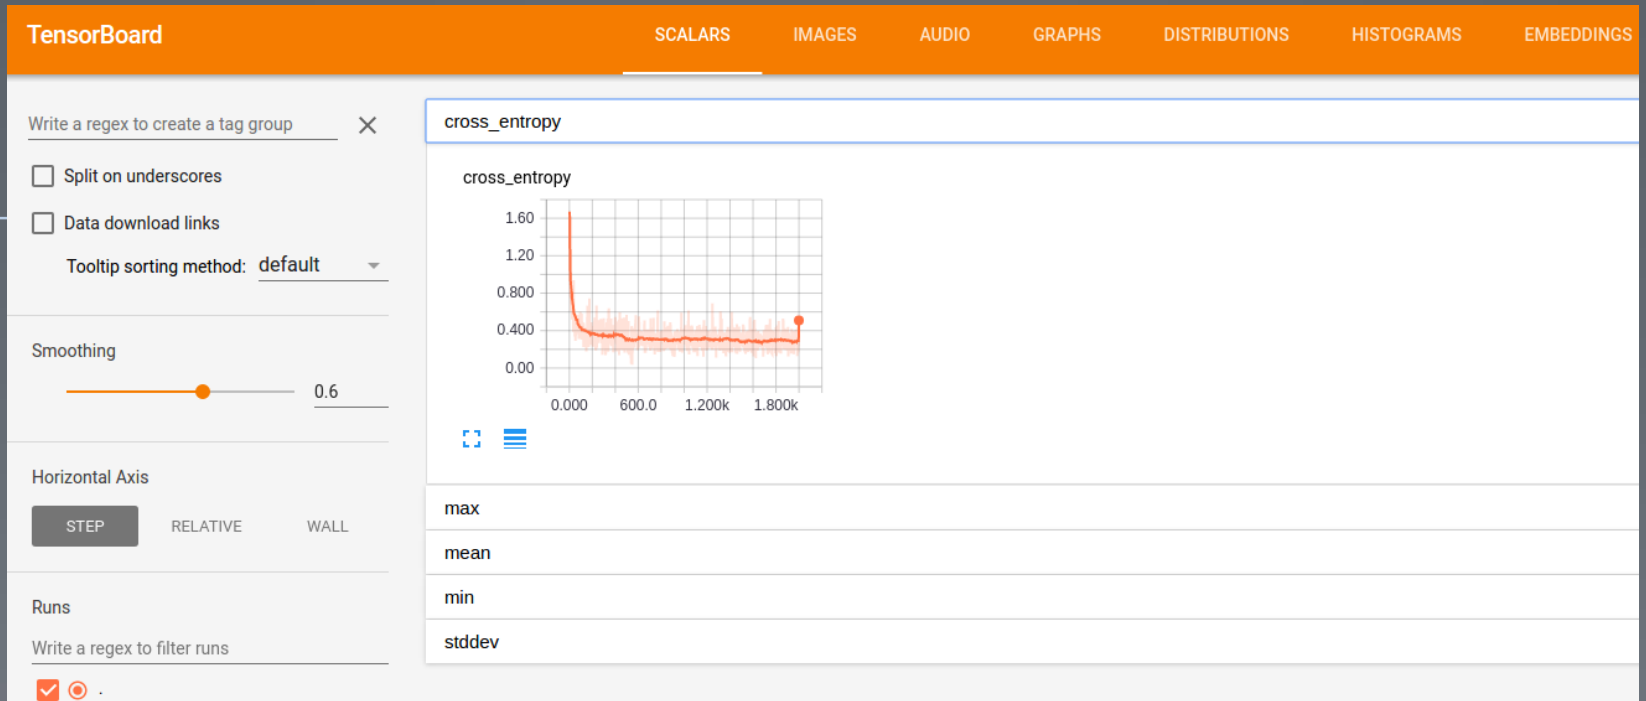 TensorBoard
SCALARS IMAGES AUDIO GRAPHS DISTRIBUTIONS HISTOGRAMS EMBEDDINGS
Write a regex to create a tag group
Split on underscores
Data download links
Tooltip sorting method: default
Smoothing
0.6
Horizontal Axis
STEP RELATIVE WALL
Runs
Write a regex to filter runs
.
cross_entropy
cross_entropy
1.60
1.20
0.800
0.400
0.00
0.000 600.0 1.200k 1.800k
max
mean
min
stddev